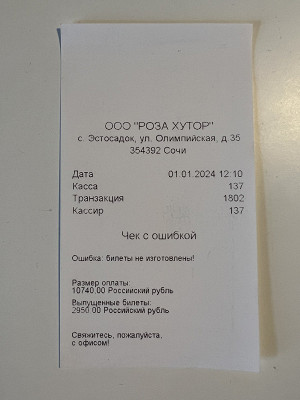 ООО "РОЗА ХУТОР"
с. Эстосадок, ул. Олимпийская, д.35
354392 Сочи
Дата 01.01.2024 12:10
Касса 137
Транзакция 1802
Кассир 137
Чек с ошибкой
Ошибка: билеты не изготовлены!
Размер оплаты:
10740.00 Российский рубль
Выпущенные билеты:
2950.00 Российский рубль
Свяжитесь, пожалуйста,
с офисом!